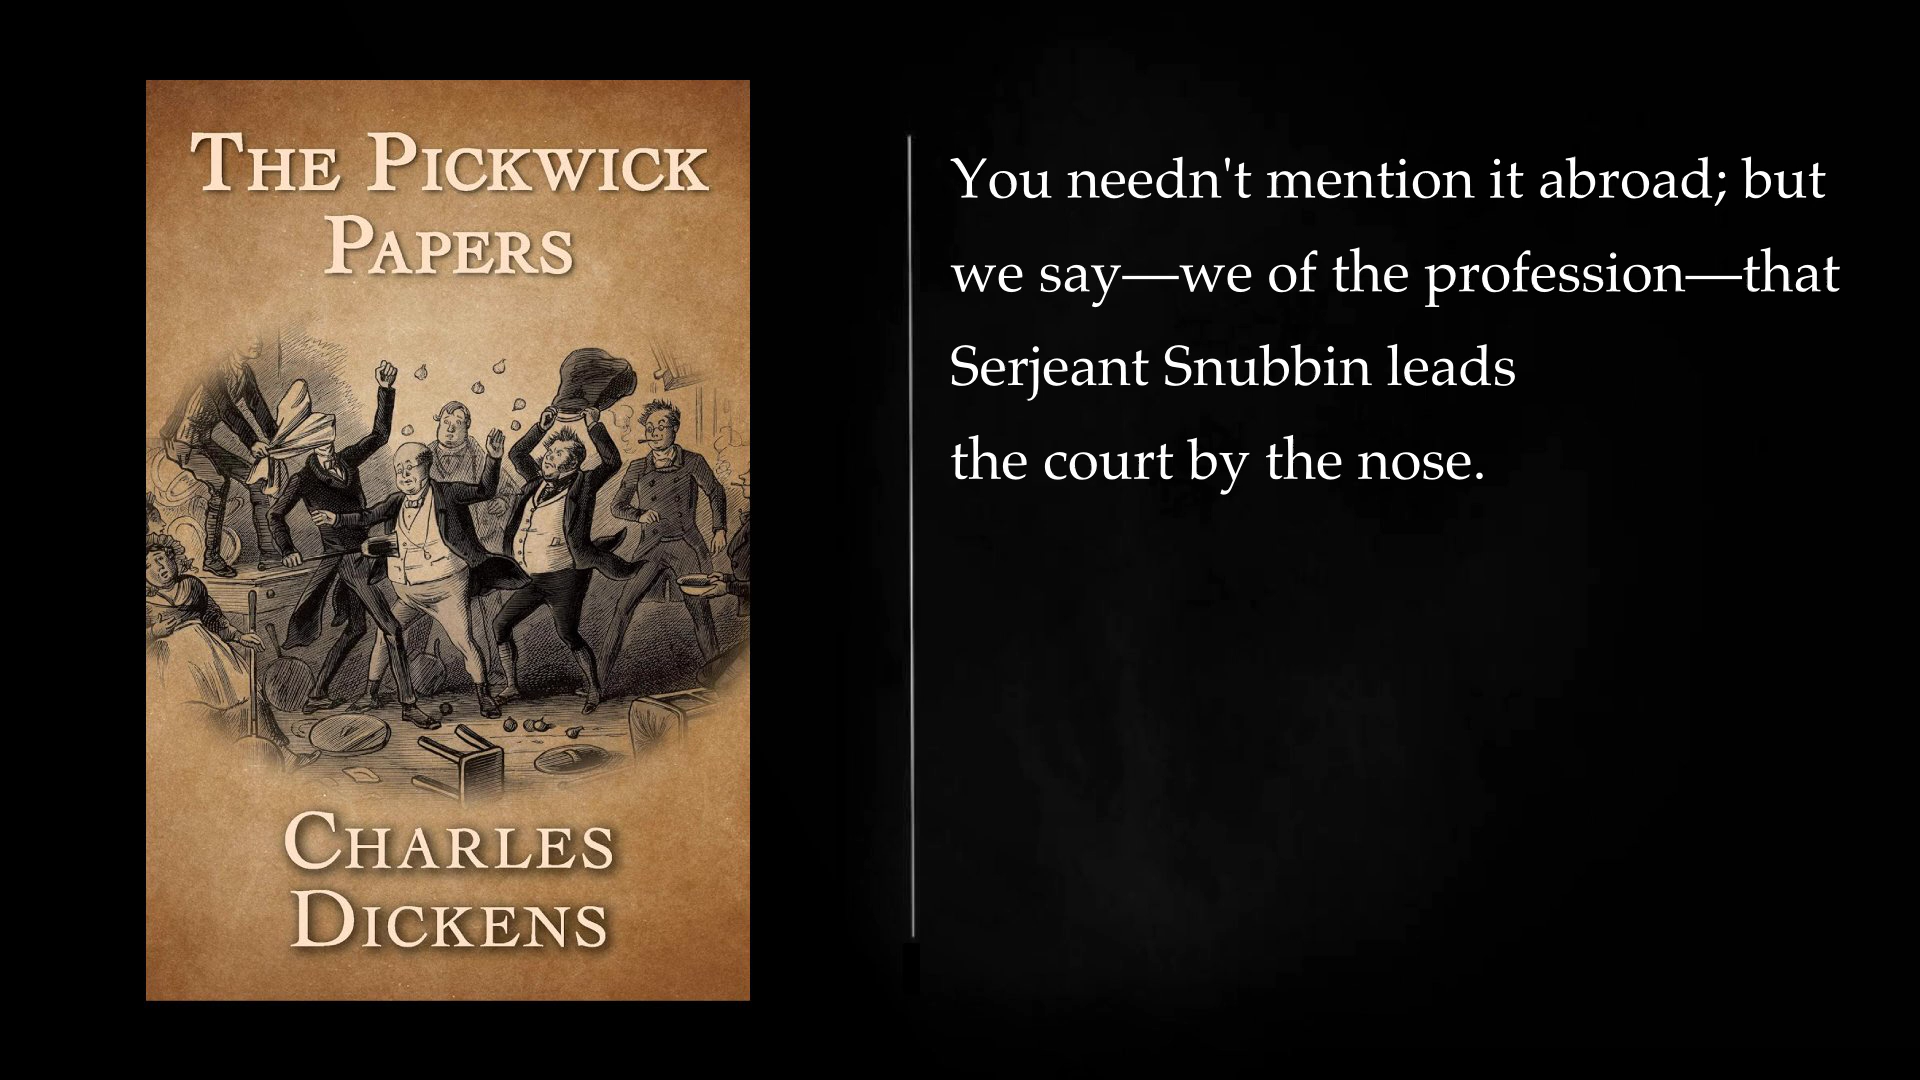 The Pickwick
Papers
Charles
Dickens
You needn't mention it abroad; but
we say—we of the profession—that
Serjeant Snubbin leads
the court by the nose.